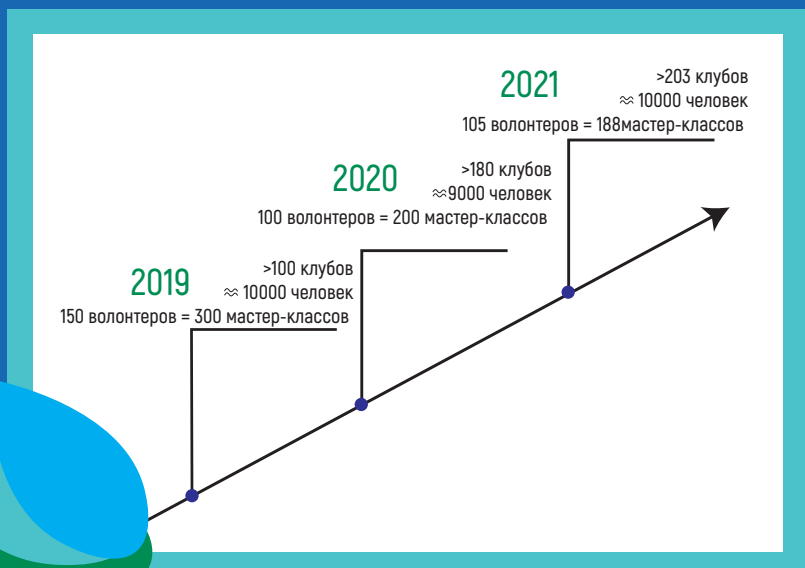 2021
>203 клубов
≈ 10000 человек
105 волонтеров = 188мастер-классов
2020
>180 клубов
≈9000 человек
100 волонтеров = 200 мастер-классов
2019
>100 клубов
≈ 10000 человек
150 волонтеров = 300 мастер-классов